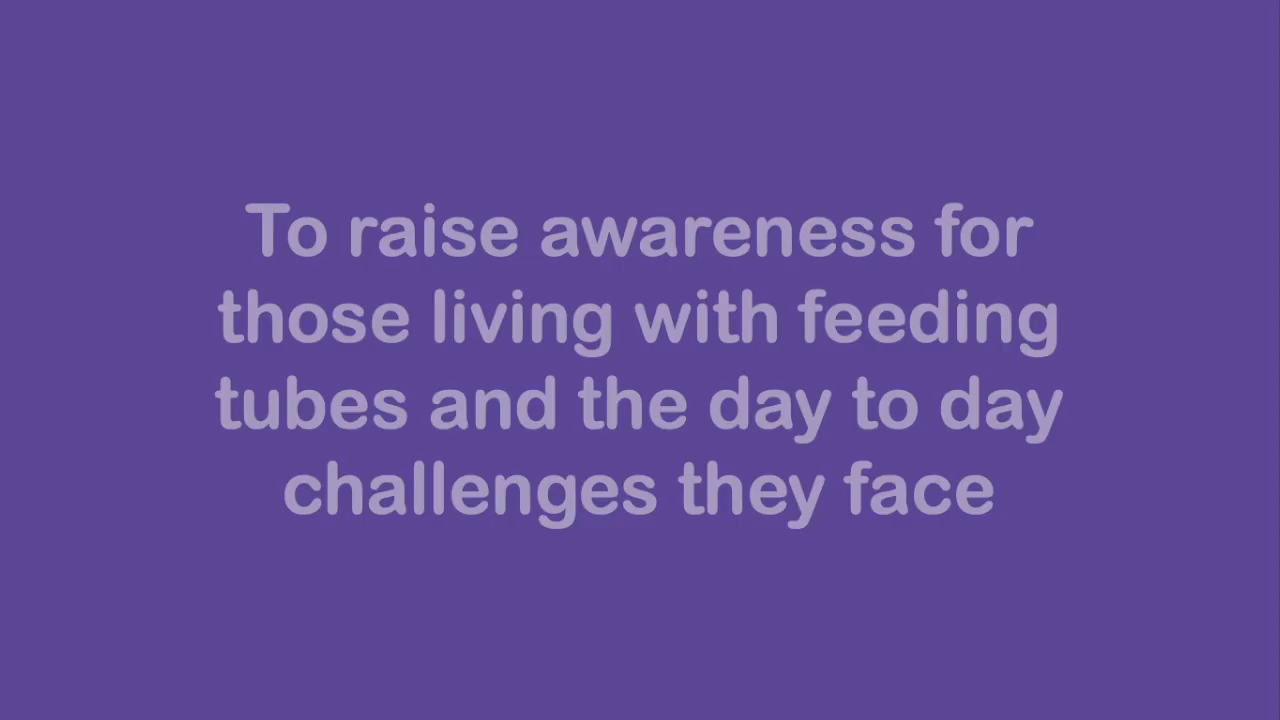 To raise awareness for
those living with feeding
tubes and the day to day
challenges they face